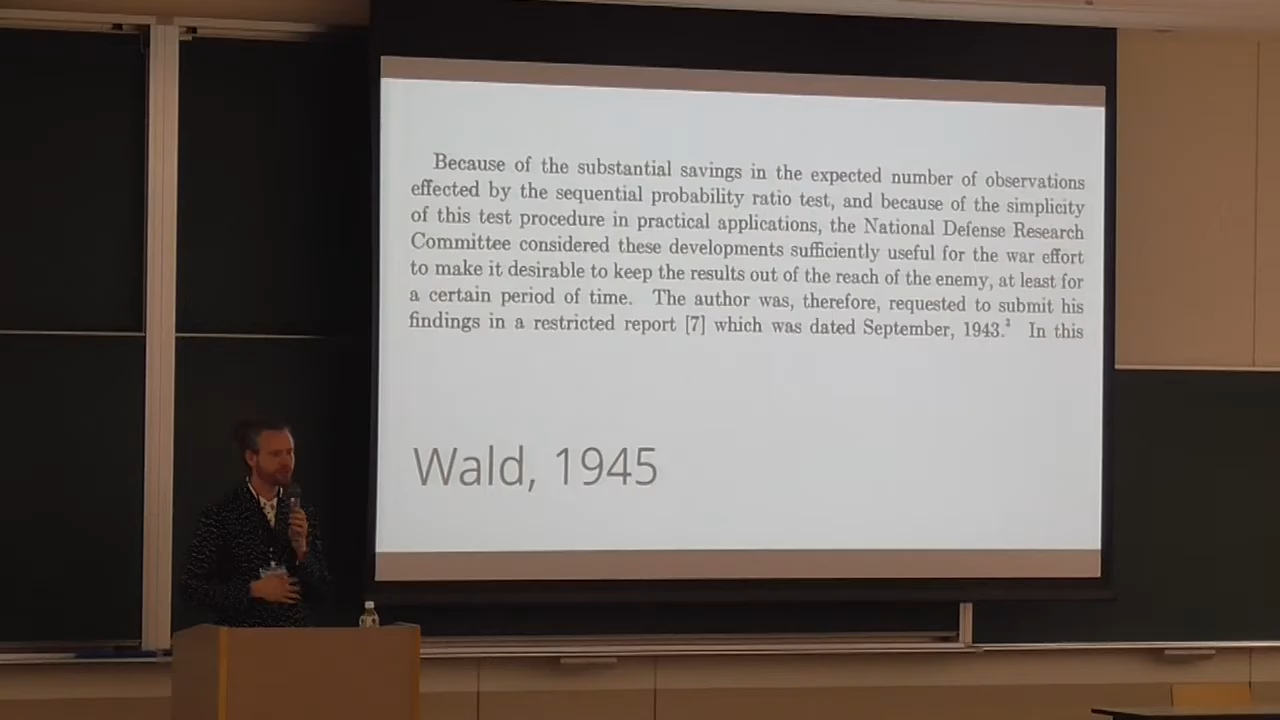 Because of the substantial savings in the expected number of observations
effected by the sequential probability ratio test, and because of the simplicity
of this test procedure in practical applications, the National Defense Research
Committee considered these developments sufficiently useful for the war effort
to make it desirable to keep the results out of the reach of the enemy, at least for
a certain period of time. The author was, therefore, requested to submit his
findings in a restricted report [7] which was dated September, 1943.³ In this
Wald, 1945